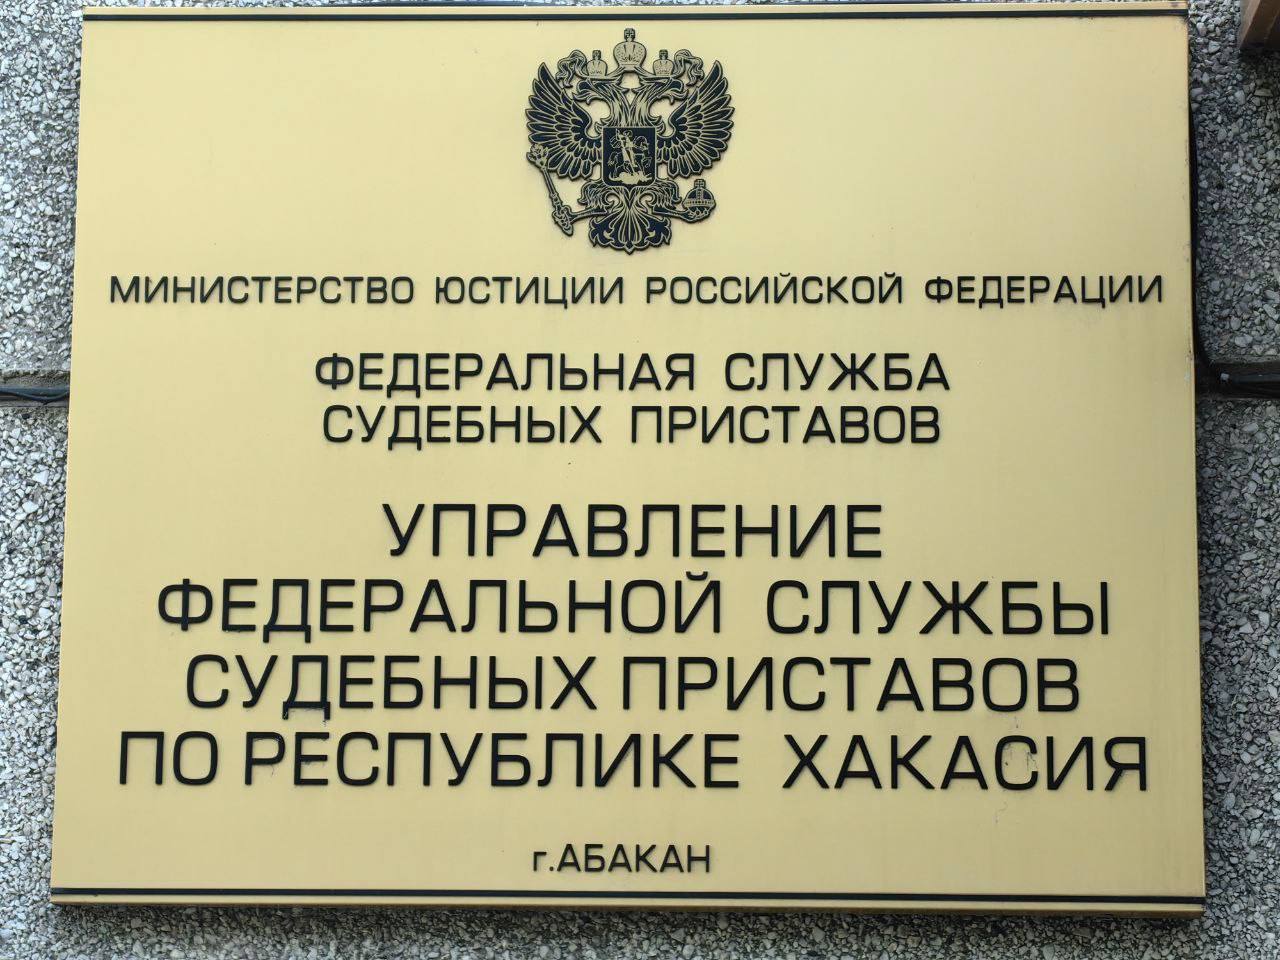 МИНИСТЕРСТВО ЮСТИЦИИ РОССИЙСКОЙ ФЕДЕРАЦИИ
ФЕДЕРАЛЬНАЯ СЛУЖБА
СУДЕБНЫХ ПРИСТАВОВ
УПРАВЛЕНИЕ
ФЕДЕРАЛЬНОЙ СЛУЖБЫ
СУДЕБНЫХ ПРИСТАВОВ
ПО РЕСПУБЛИКЕ ХАКАСИЯ
г.АБАКАН